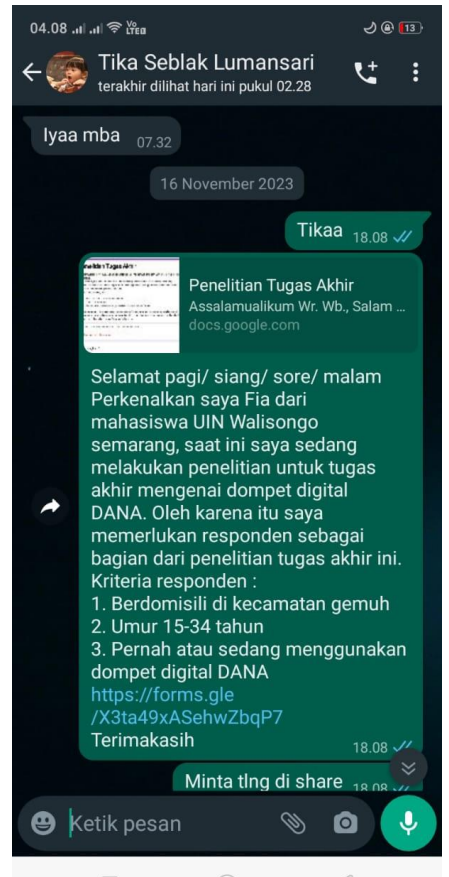 04.08
Vo
LTE
13
Tika Seblak Lumansari
terakhir dilihat hari ini pukul 02.28
Iyaa mba 07.32
16 November 2023
Tikaa 18.08
Penelitian Tugas Akhir
Assalamualikum Wr. Wb., Salam ...
docs.google.com
Selamat pagi/ siang/ sore/ malam
Perkenalkan saya Fia dari
mahasiswa UIN Walisongo
semarang, saat ini saya sedang
melakukan penelitian untuk tugas
akhir mengenai dompet digital
DANA. Oleh karena itu saya
memerlukan responden sebagai
bagian dari penelitian tugas akhir ini.
Kriteria responden :
1. Berdomisili di kecamatan gemuh
2. Umur 15-34 tahun
3. Pernah atau sedang menggunakan
dompet digital DANA
https://forms.gle
/X3ta49xASehwZbqP7
Terimakasih 18.08
Minta tlng di share 18.08
Ketik pesan